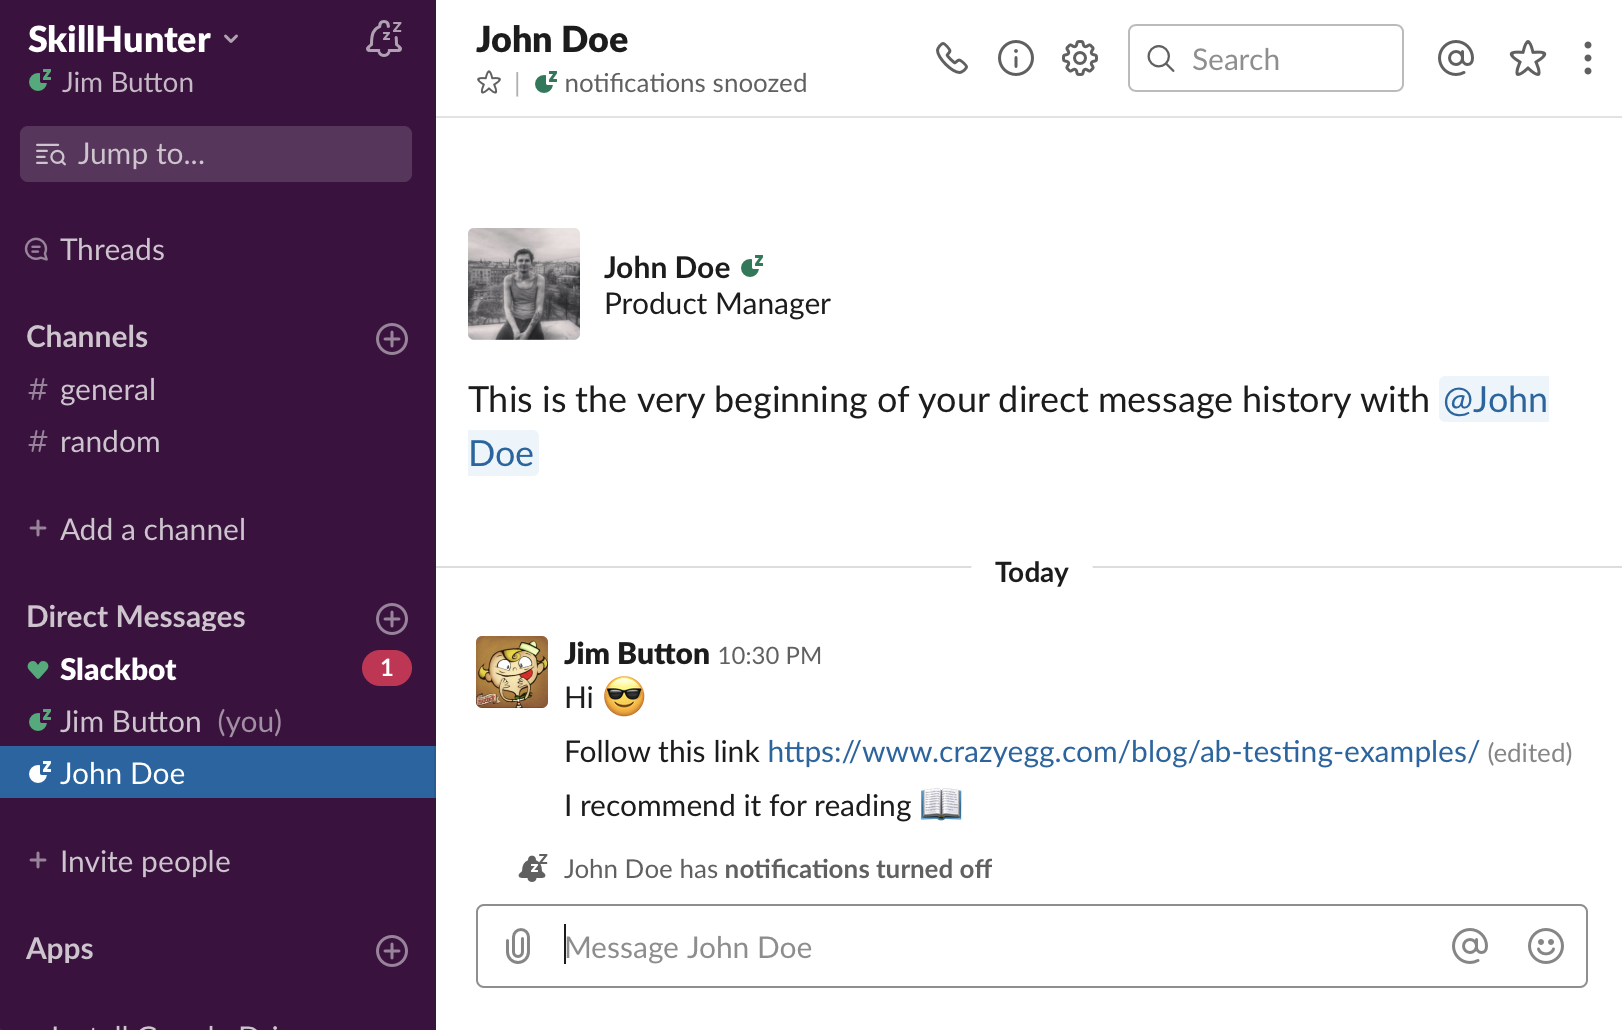 SkillHunter
Jim Button
Jump to...
Threads
Channels
# general
# random
+ Add a channel
Direct Messages
Slackbot 1
Jim Button (you)
John Doe
+ Invite people
Apps
John Doe
notifications snoozed
Search
John Doe
Product Manager
This is the very beginning of your direct message history with @John
Doe
Today
Jim Button 10:30 PM
Hi 😎
Follow this link https://www.crazyegg.com/blog/ab-testing-examples/ (edited)
I recommend it for reading 📖
John Doe has notifications turned off
Message John Doe